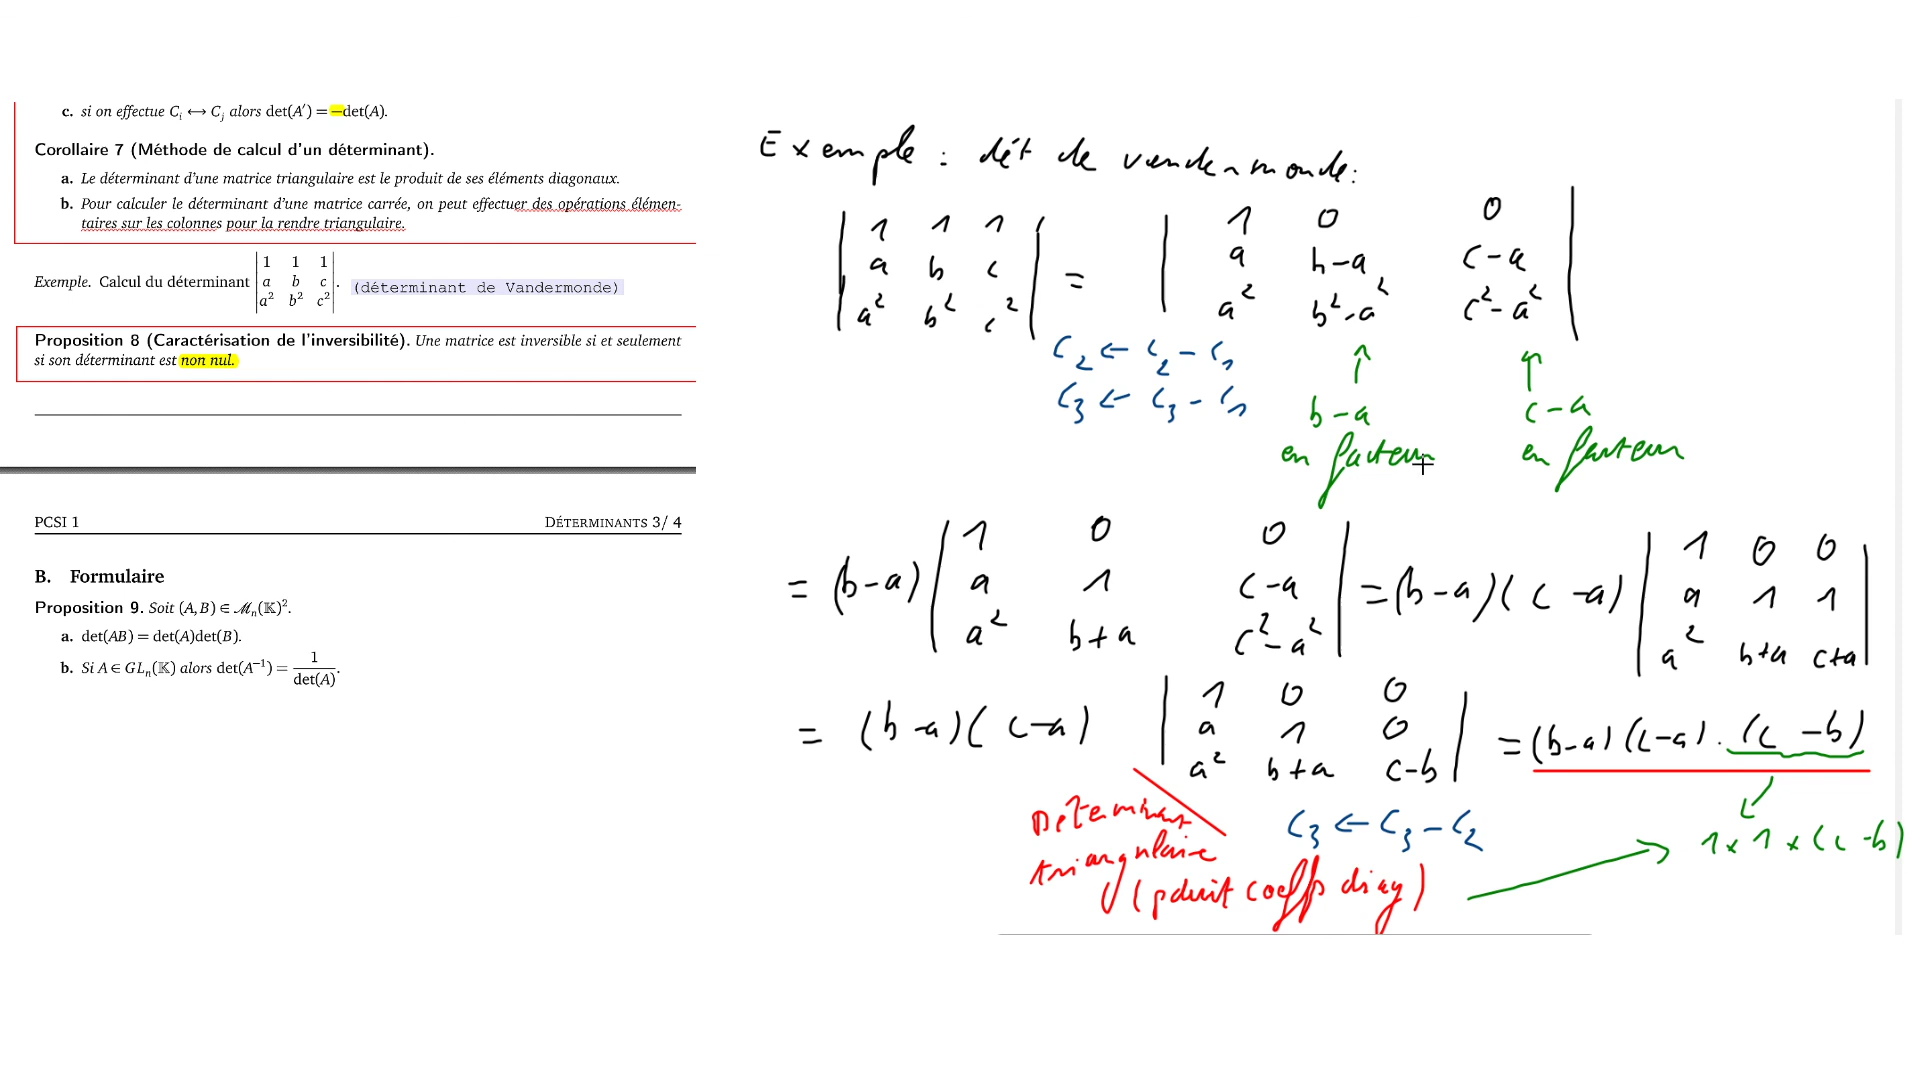 c. si on effectue Cᵢ ⟷ Cⱼ alors det(A′) = −det(A).
Corollaire 7 (Méthode de calcul d'un déterminant).
a. Le déterminant d'une matrice triangulaire est le produit de ses éléments diagonaux.
b. Pour calculer le déterminant d'une matrice carrée, on peut effectuer des opérations élémen-
taires sur les colonnes pour la rendre triangulaire.
Exemple. Calcul du déterminant
|1 1 1|
|a b c|
|a² b² c²|.
(déterminant de Vandermonde)
Proposition 8 (Caractérisation de l'inversibilité). Une matrice est inversible si et seulement
si son déterminant est non nul.
PCSI 1 DÉTERMINANTS 3/ 4
B. Formulaire
Proposition 9. Soit (A, B) ∈ ℳₙ(𝕂)².
a. det(AB) = det(A)det(B).
b. Si A ∈ GLₙ(𝕂) alors det(A⁻¹) = 1/det(A).
Exemple : dét de vandermonde :
|1 1 1| = |1 0 0|
|a b c| |a b-a c-a|
|a² b² c²| |a² b²-a² c²-a²|
C₂ ← C₂ - C₁
C₃ ← C₃ - C₁
↑ ↑
b-a c-a
en facteur en facteur
= (b-a) |1 0 0| = (b-a)(c-a) |1 0 0|
|a 1 c-a| |a 1 1|
|a² b+a c²-a²| |a² b+a c+a|
= (b-a)(c-a) |1 0 0| = (b-a)(c-a).(c-b)
|a 1 0|
|a² b+a c-b|
Déterminant
triangulaire
(pduit coeffs diag)
C₃ ← C₃ - C₂
1×1×(c-b)